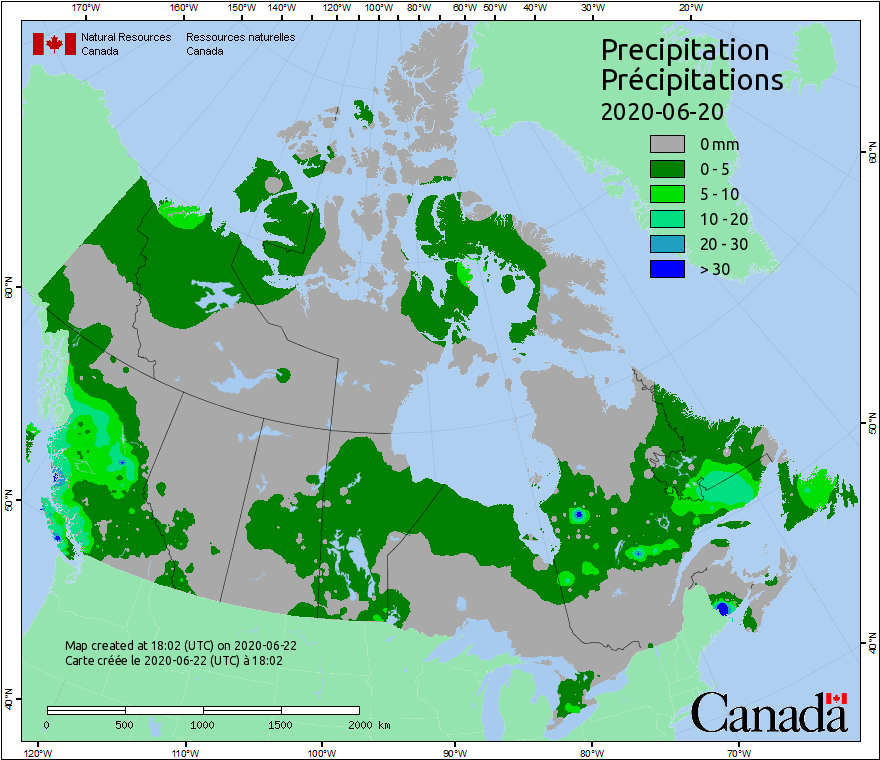 170°W 160°W 150°W 140°W 130°W 120°W 110°W 100°W 90°W 80°W 60°W 50°W 40°W 30°W 20°W
Natural Resources Canada
Ressources naturelles Canada
Precipitation
Précipitations
2020-06-20
0 mm
0 - 5
5 - 10
10 - 20
20 - 30
> 30
60°N
60°N
50°N
50°N
40°N
40°N
Map created at 18:02 (UTC) on 2020-06-22
Carte créée le 2020-06-22 (UTC) à 18:02
0 500 1000 1500 2000 km
Canada
120°W 110°W 100°W 90°W 80°W 70°W